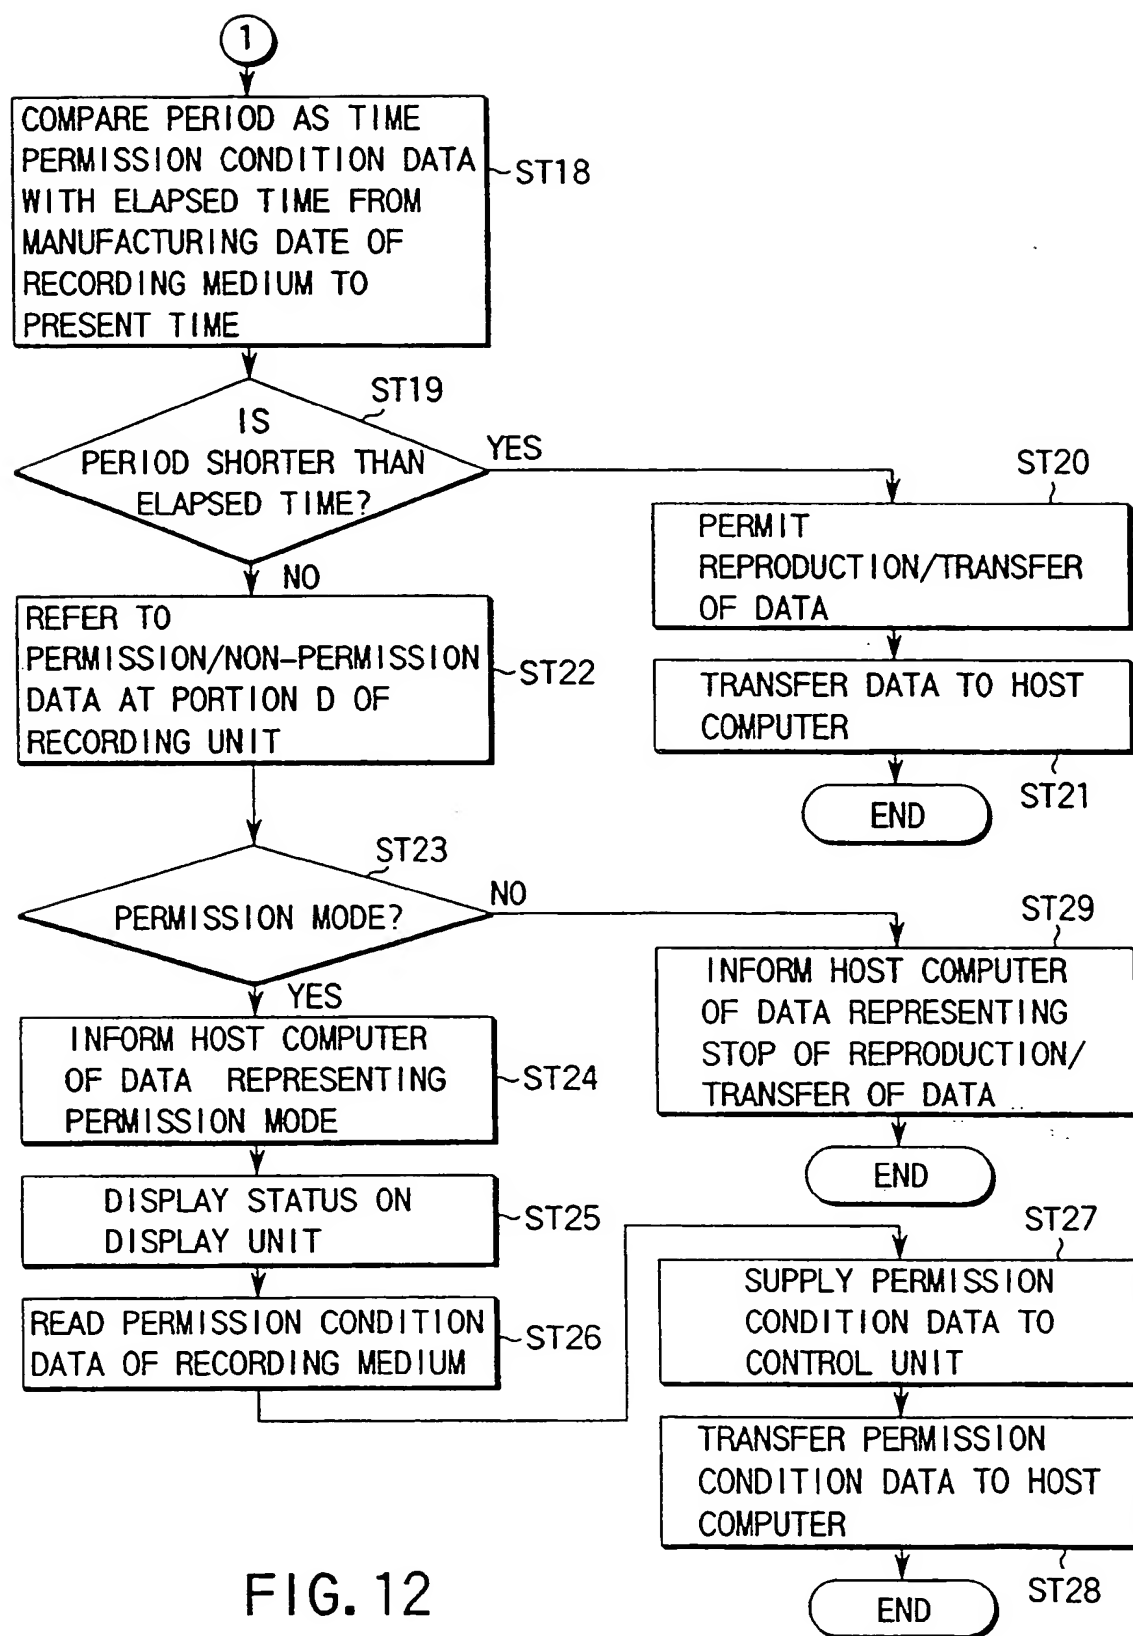 1
COMPARE PERIOD AS TIME
PERMISSION CONDITION DATA
WITH ELAPSED TIME FROM
MANUFACTURING DATE OF
RECORDING MEDIUM TO
PRESENT TIME
ST18
ST19
IS
PERIOD SHORTER THAN
ELAPSED TIME?
YES
NO
ST20
PERMIT
REPRODUCTION/TRANSFER
OF DATA
TRANSFER DATA TO HOST
COMPUTER
ST21
END
REFER TO
PERMISSION/NON-PERMISSION
DATA AT PORTION D OF
RECORDING UNIT
ST22
ST23
PERMISSION MODE?
NO
YES
ST29
INFORM HOST COMPUTER
OF DATA REPRESENTING
STOP OF REPRODUCTION/
TRANSFER OF DATA
END
INFORM HOST COMPUTER
OF DATA REPRESENTING
PERMISSION MODE
ST24
DISPLAY STATUS ON
DISPLAY UNIT
ST25
READ PERMISSION CONDITION
DATA OF RECORDING MEDIUM
ST26
ST27
SUPPLY PERMISSION
CONDITION DATA TO
CONTROL UNIT
TRANSFER PERMISSION
CONDITION DATA TO HOST
COMPUTER
ST28
END
FIG. 12